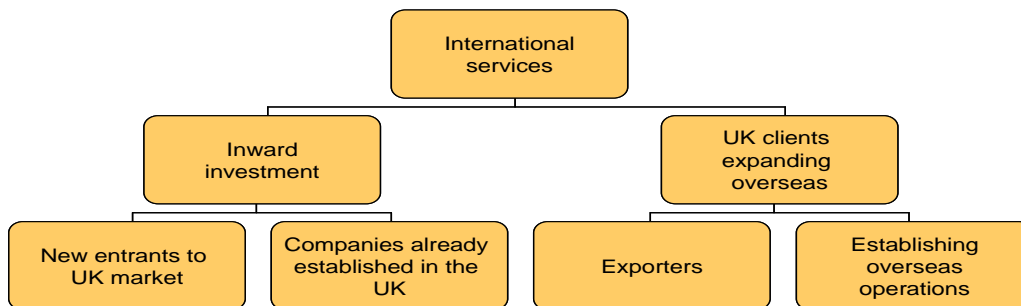 International
services
Inward
investment
UK clients
expanding
overseas
New entrants to
UK market
Companies already
established in the
UK
Exporters
Establishing
overseas
operations